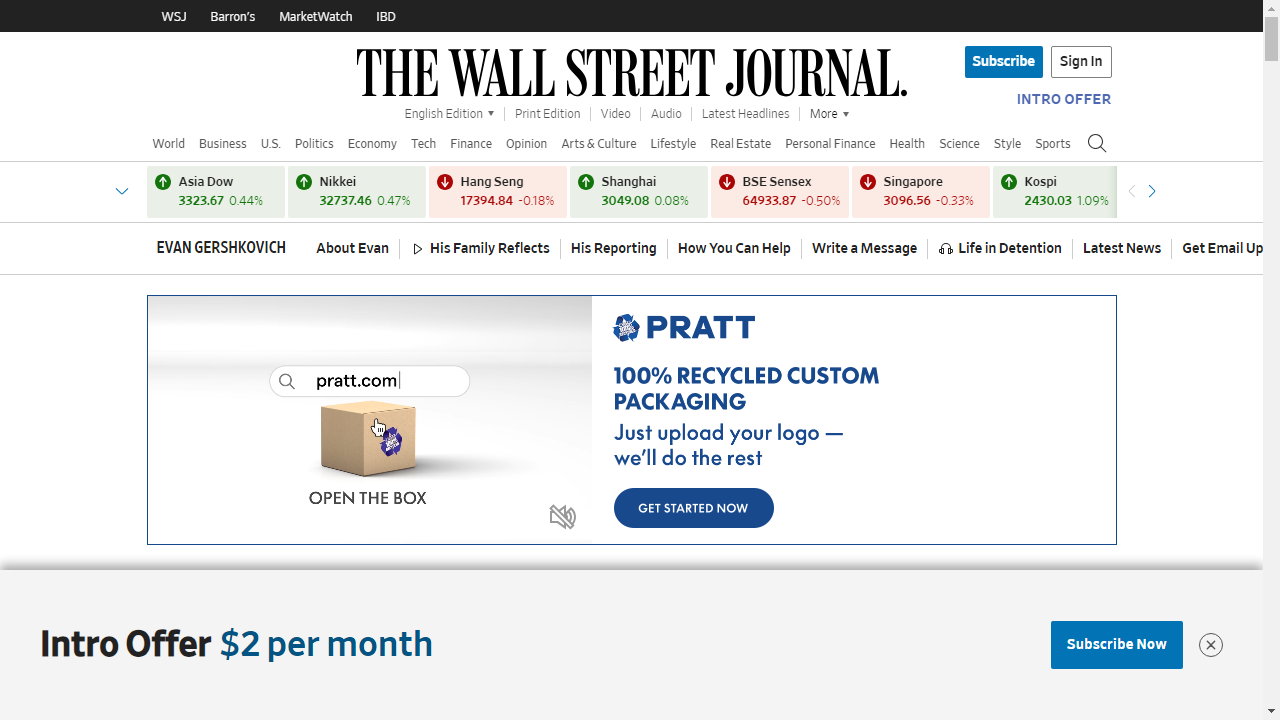 WSJ Barron's MarketWatch IBD
THE WALL STREET JOURNAL.
Subscribe Sign In
INTRO OFFER
English Edition Print Edition Video Audio Latest Headlines More
World Business U.S. Politics Economy Tech Finance Opinion Arts & Culture Lifestyle Real Estate Personal Finance Health Science Style Sports
Asia Dow Nikkei Hang Seng Shanghai BSE Sensex Singapore Kospi
3323.67 0.44% 32737.46 0.47% 17394.84 -0.18% 3049.08 0.08% 64933.87 -0.50% 3096.56 -0.33% 2430.03 1.09%
EVAN GERSHKOVICH About Evan His Family Reflects His Reporting How You Can Help Write a Message Life in Detention Latest News Get Email Up
pratt.com
OPEN THE BOX
PRATT
100% RECYCLED CUSTOM
PACKAGING
Just upload your logo —
we'll do the rest
GET STARTED NOW
Intro Offer $2 per month
Subscribe Now